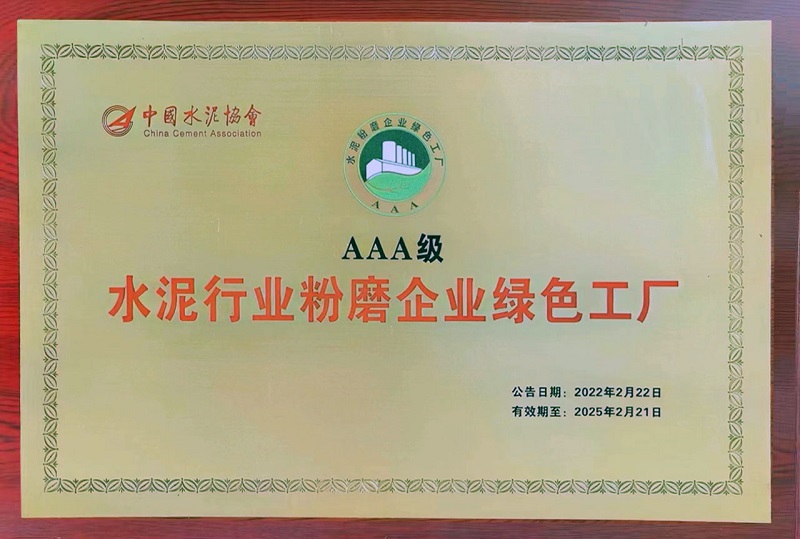 中國水泥協會
China Cement Association
水泥粉磨企业绿色工厂
AAA
AAA级
水泥行业粉磨企业绿色工厂
公告日期：2022年2月22日
有效期至：2025年2月21日